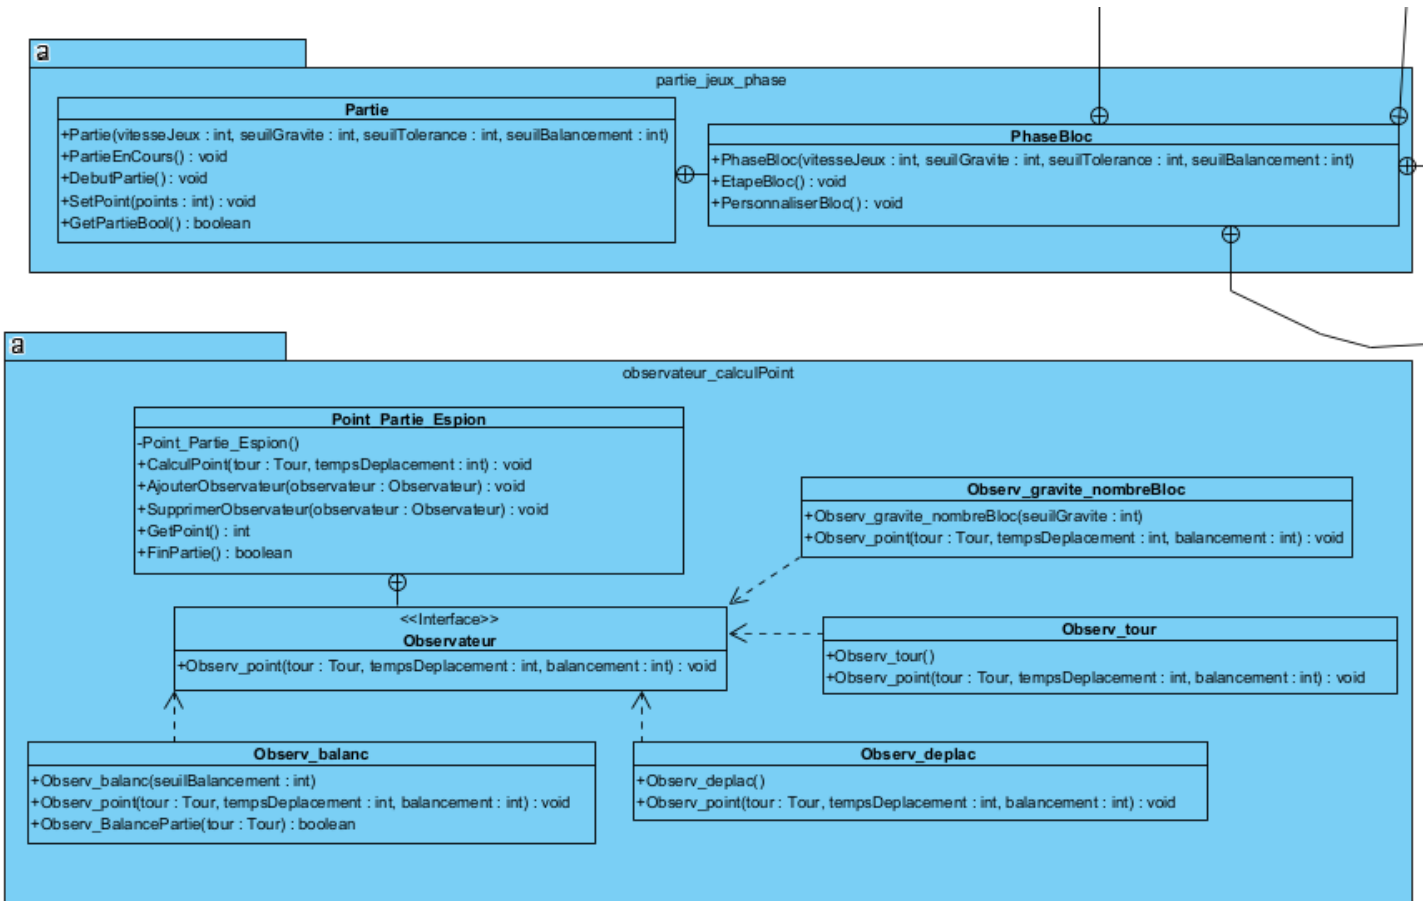 a
partie_jeux_phase
Partie
+Partie(vitesseJeux : int, seuilGravite : int, seuilTolerance : int, seuilBalancement : int)
+PartieEnCours() : void
+DebutPartie() : void
+SetPoint(points : int) : void
+GetPartieBool() : boolean
PhaseBloc
+PhaseBloc(vitesseJeux : int, seuilGravite : int, seuilTolerance : int, seuilBalancement : int)
+EtapeBloc() : void
+PersonnaliserBloc() : void
a
observateur_calculPoint
Point_Partie_Espion
-Point_Partie_Espion()
+CalculPoint(tour : Tour, tempsDeplacement : int) : void
+AjouterObservateur(observateur : Observateur) : void
+SupprimerObservateur(observateur : Observateur) : void
+GetPoint() : int
+FinPartie() : boolean
Observ_gravite_nombreBloc
+Observ_gravite_nombreBloc(seuilGravite : int)
+Observ_point(tour : Tour, tempsDeplacement : int, balancement : int) : void
<<Interface>>
Observateur
+Observ_point(tour : Tour, tempsDeplacement : int, balancement : int) : void
Observ_tour
+Observ_tour()
+Observ_point(tour : Tour, tempsDeplacement : int, balancement : int) : void
Observ_balanc
+Observ_balanc(seuilBalancement : int)
+Observ_point(tour : Tour, tempsDeplacement : int, balancement : int) : void
+Observ_BalancePartie(tour : Tour) : boolean
Observ_deplac
+Observ_deplac()
+Observ_point(tour : Tour, tempsDeplacement : int, balancement : int) : void